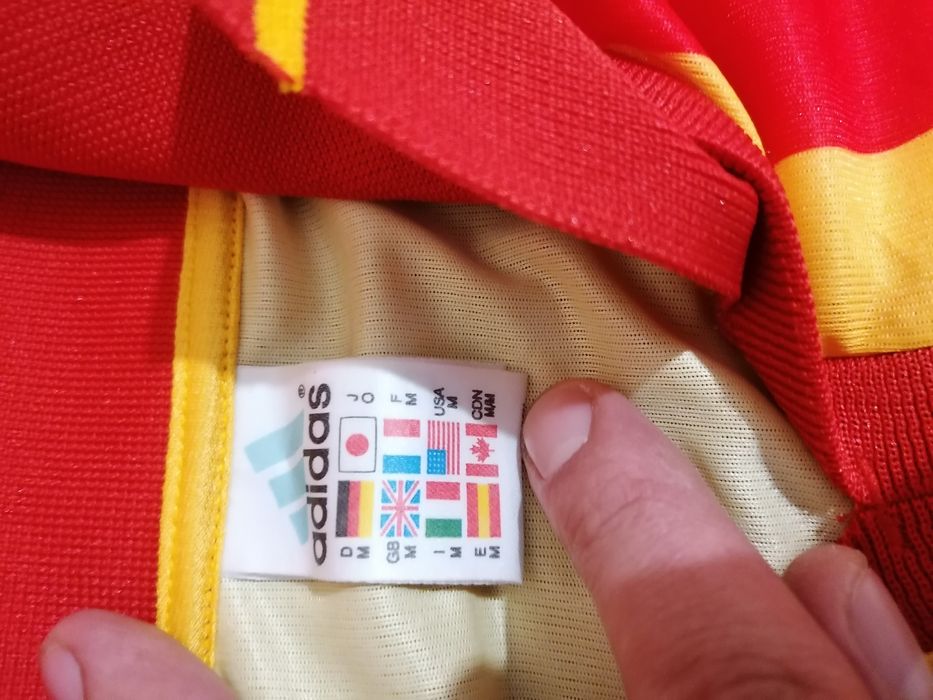 adidas®
D J
M O
GB F
M M
I USA
M M
E CDN
M M/M